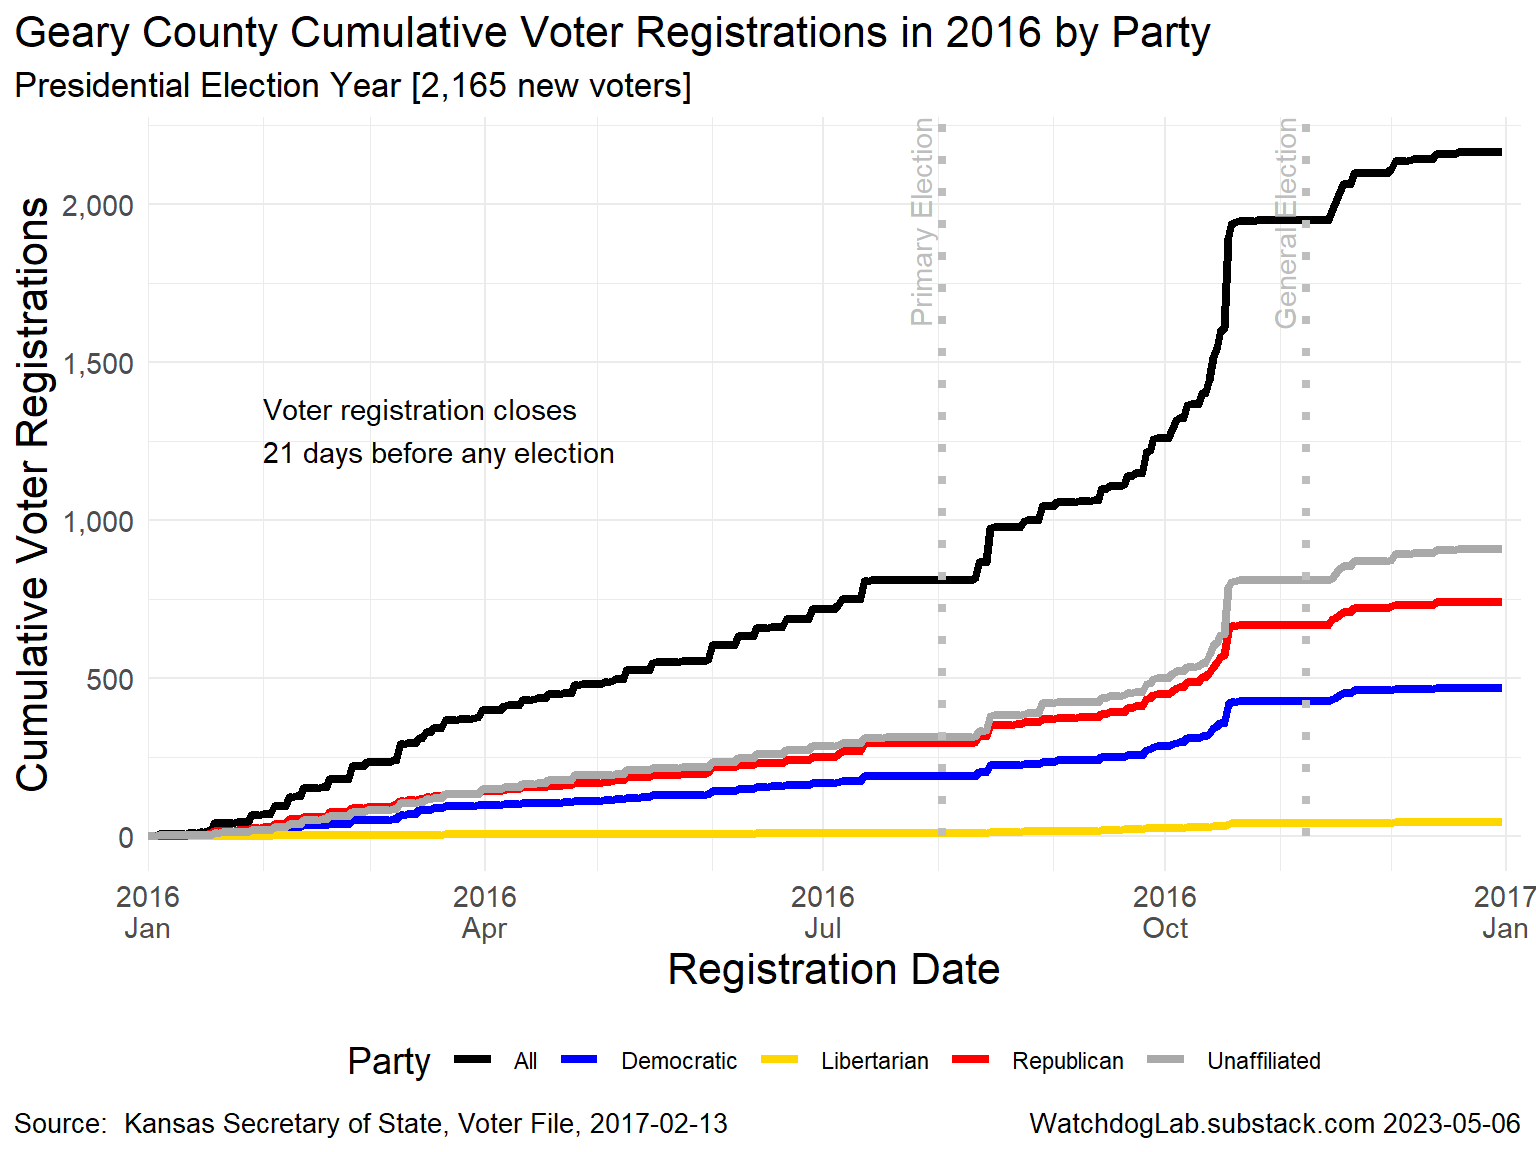 Geary County Cumulative Voter Registrations in 2016 by Party
Presidential Election Year [2,165 new voters]
Cumulative Voter Registrations
2,000
1,500
1,000
500
0
Primary Election
General Election
Voter registration closes
21 days before any election
2016 2016 2016 2016 2017
Jan Apr Jul Oct Jan
Registration Date
Party All Democratic Libertarian Republican Unaffiliated
Source:  Kansas Secretary of State, Voter File, 2017-02-13 WatchdogLab.substack.com 2023-05-06